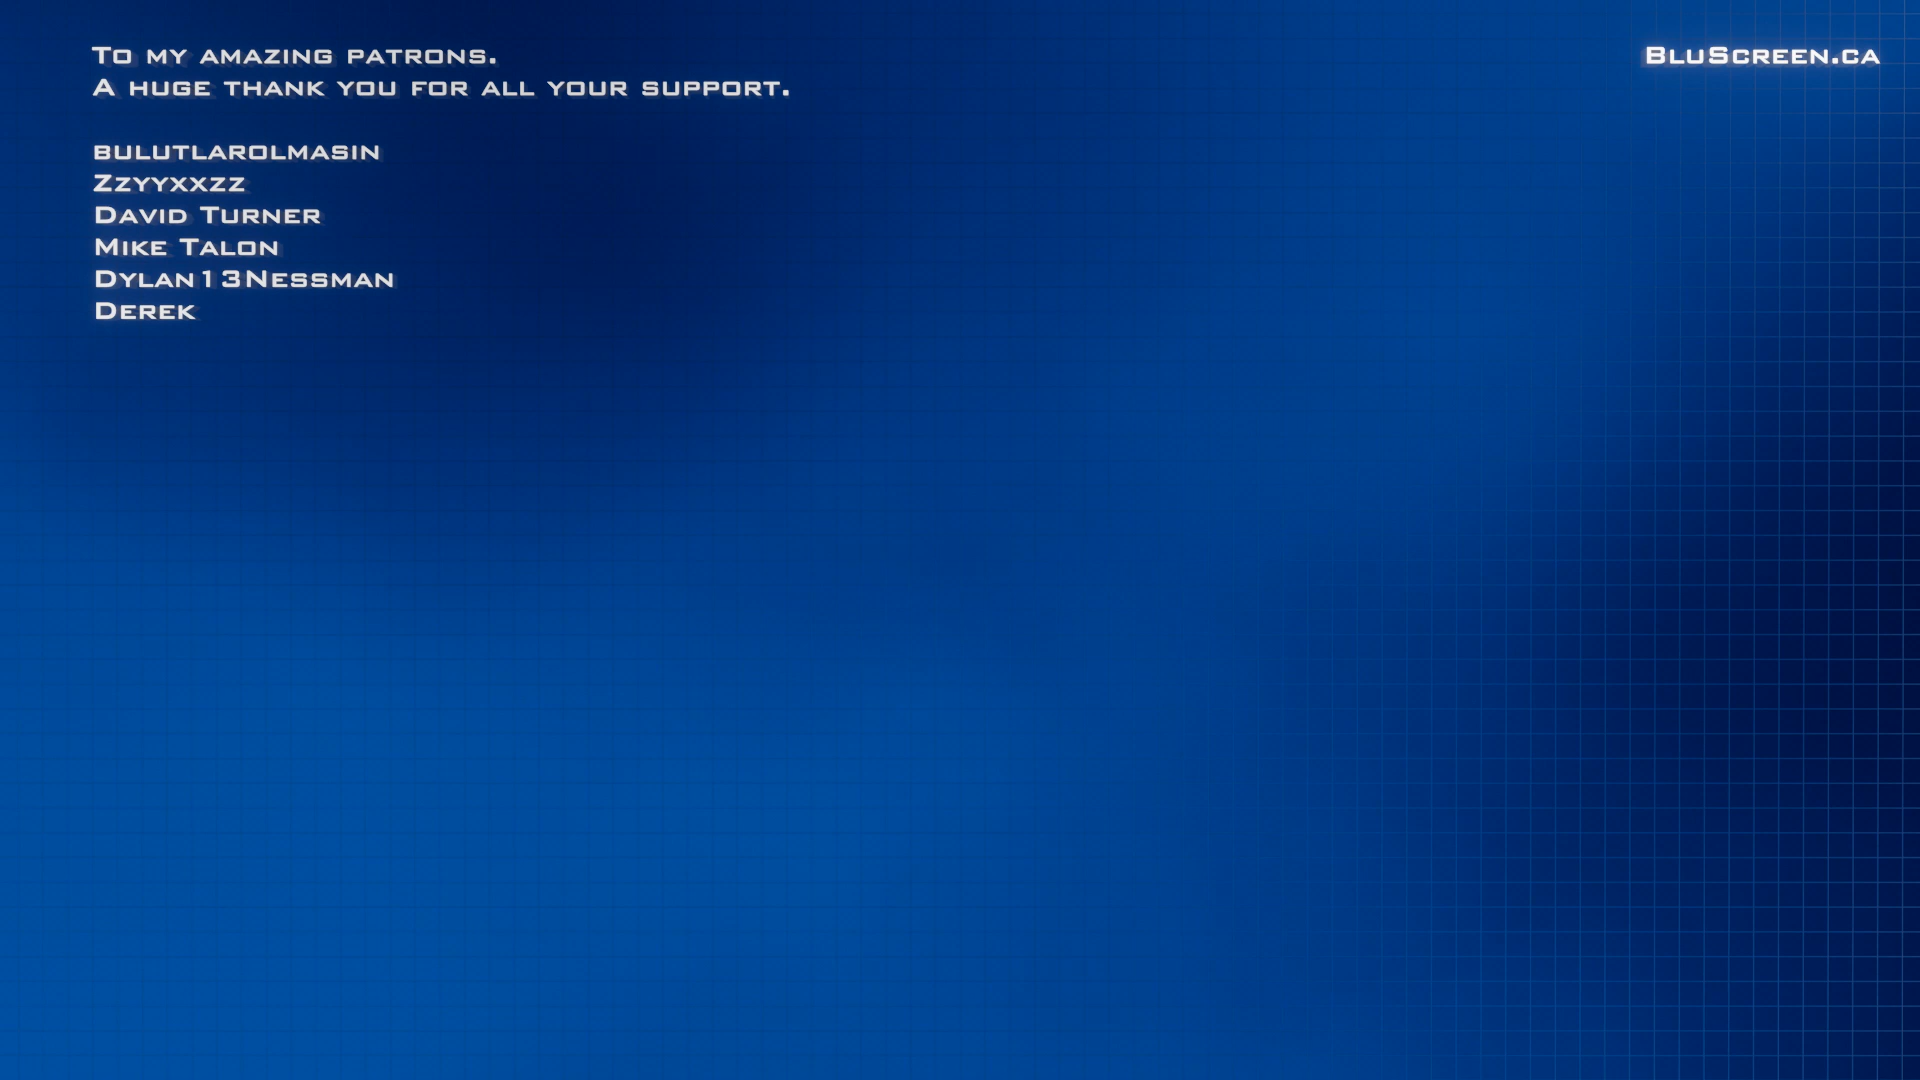 To my amazing patrons.
A huge thank you for all your support.
bulutlarolmasin
Zzyyxxzz
David Turner
Mike Talon
Dylan13Nessman
Derek
BluScreen.ca